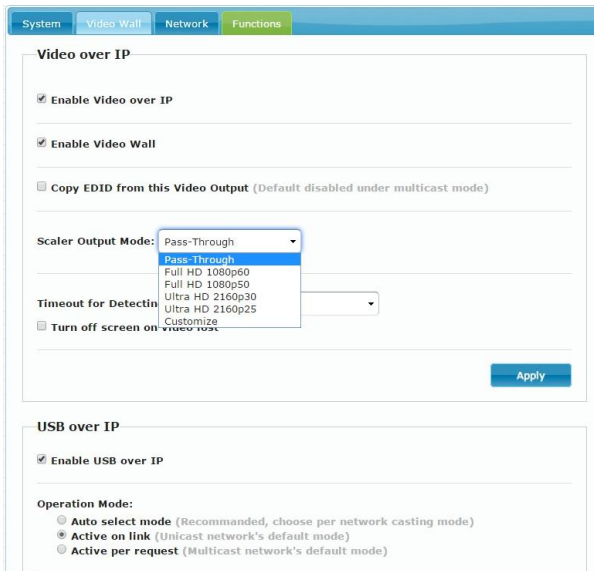 System Video Wall Network Functions
Video over IP
Enable Video over IP
Enable Video Wall
Copy EDID from this Video Output (Default disabled under multicast mode)
Scaler Output Mode: Pass-Through
Pass-Through
Full HD 1080p60
Full HD 1080p50
Ultra HD 2160p30
Ultra HD 2160p25
Customize
Timeout for
Turn off screen on video lost
Apply
USB over IP
Enable USB over IP
Operation Mode:
Auto select mode (Recommanded, choose per network casting mode)
Active on link (Unicast network's default mode)
Active per request (Multicast network's default mode)